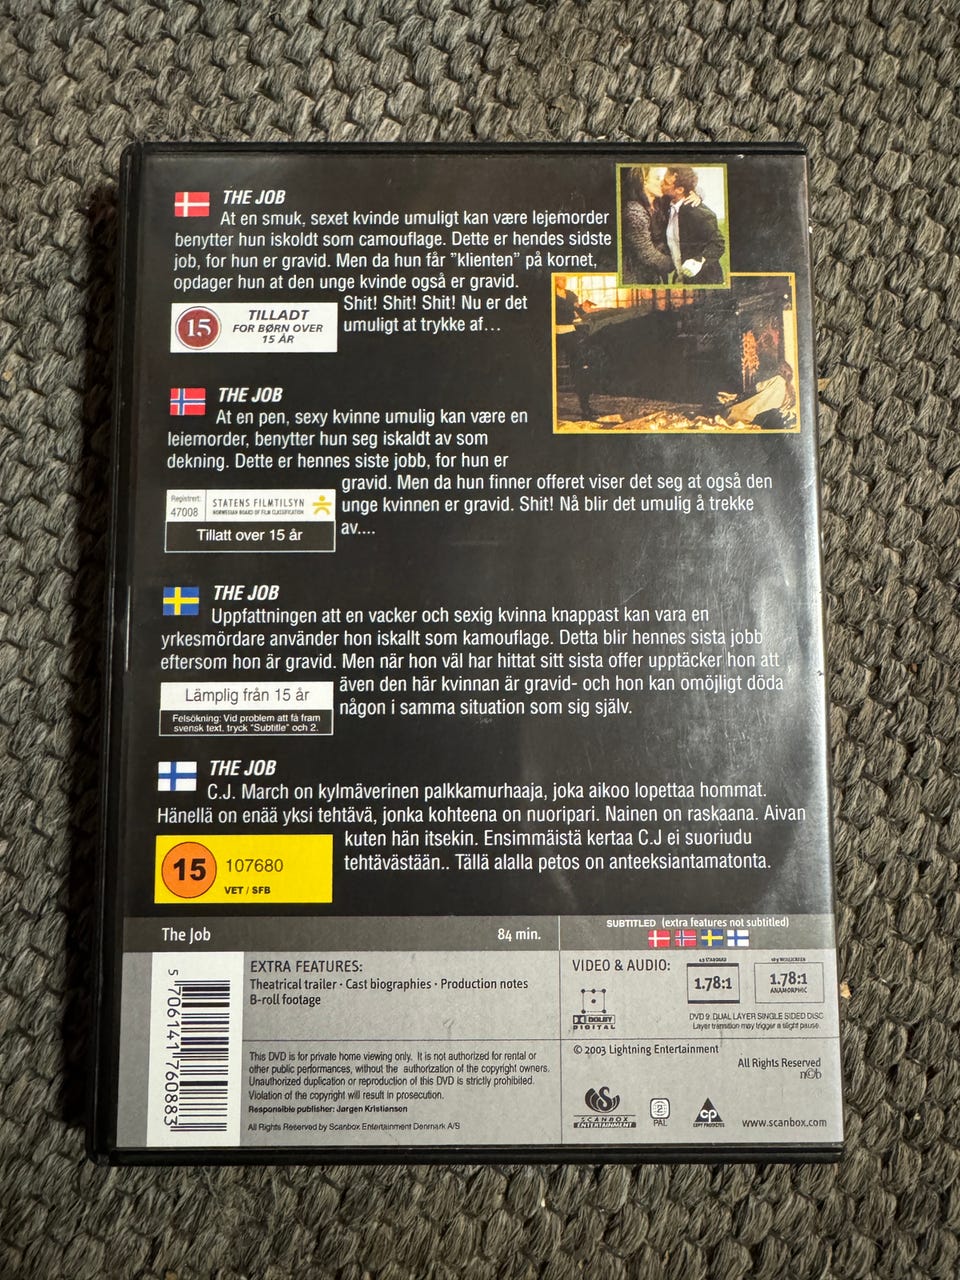 THE JOB
At en smuk, sexet kvinde umuligt kan være lejemorder
benytter hun iskoldt som camouflage. Dette er hendes sidste
job, for hun er gravid. Men da hun får ”klienten” på kornet,
opdager hun at den unge kvinde også er gravid.
Shit! Shit! Shit! Nu er det
umuligt at trykke af…
15
TILLADT
FOR BØRN OVER
15 ÅR
THE JOB
At en pen, sexy kvinne umulig kan være en
leiemorder, benytter hun seg iskaldt av som
dekning. Dette er hennes siste jobb, for hun er
gravid. Men da hun finner offeret viser det seg at også den
unge kvinnen er gravid. Shit! Nå blir det umulig å trekke
av....
Registrert:
47008
STATENS FILMTILSYN
NORWEGIAN BOARD OF FILM CLASSIFICATION
Tillatt over 15 år
THE JOB
Uppfattningen att en vacker och sexig kvinna knappast kan vara en
yrkesmördare använder hon iskallt som kamouflage. Detta blir hennes sista jobb
eftersom hon är gravid. Men när hon väl har hittat sitt sista offer upptäcker hon att
även den här kvinnan är gravid- och hon kan omöjligt döda
någon i samma situation som sig själv.
Lämplig från 15 år
Felsökning: Vid problem att få fram
svensk text, tryck "Subtitle" och 2.
THE JOB
C.J. March on kylmäverinen palkkamurhaaja, joka aikoo lopettaa hommat.
Hänellä on enää yksi tehtävä, jonka kohteena on nuoripari. Nainen on raskaana. Aivan
kuten hän itsekin. Ensimmäistä kertaa C.J ei suoriudu
tehtävästään.. Tällä alalla petos on anteeksiantamatonta.
15
107680
VET / SFB
The Job
84 min.
SUBTITLED (extra features not subtitled)
5 706141 760883
EXTRA FEATURES:
Theatrical trailer · Cast biographies · Production notes
B-roll footage
VIDEO & AUDIO:
DOLBY
DIGITAL
4:3 STANDARD
1.78:1
16:9 WIDESCREEN
1.78:1
ANAMORPHIC
DVD 9: DUAL LAYER SINGLE SIDED DISC
Layer transition may trigger a slight pause.
This DVD is for private home viewing only. It is not authorized for rental or
other public performances, without the authorization of the copyright owners.
Unauthorized duplication or reproduction of this DVD is strictly prohibited.
Violation of the copyright will result in prosecution.
Responsible publisher: Jørgen Kristiansen
All Rights Reserved by Scanbox Entertainment Denmark A/S
© 2003 Lightning Entertainment
All Rights Reserved
n©b
SCANBOX
ENTERTAINMENT
2
PAL
CP
COPY PROTECTED
www.scanbox.com